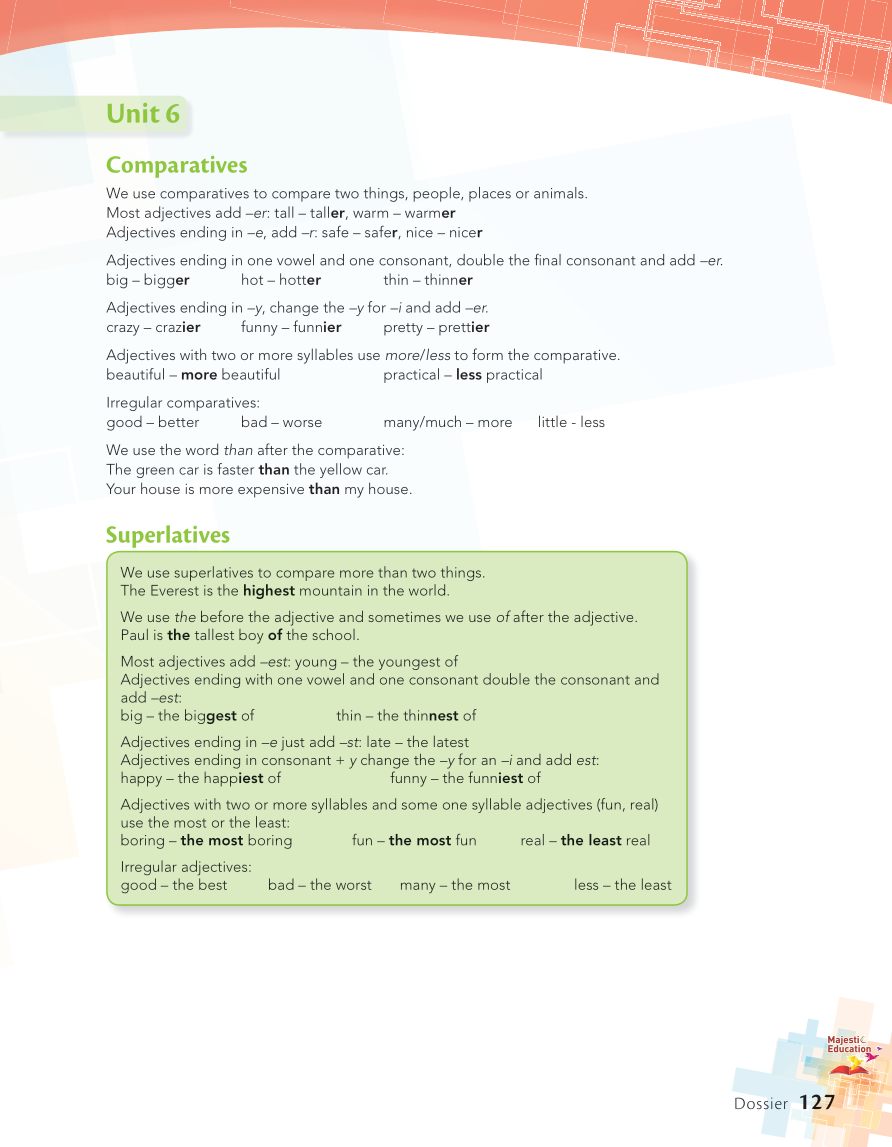 Unit 6
Comparatives
We use comparatives to compare two things, people, places or animals.
Most adjectives add –er: tall – taller, warm – warmer
Adjectives ending in –e, add –r: safe – safer, nice – nicer
Adjectives ending in one vowel and one consonant, double the final consonant and add –er.
big – bigger hot – hotter thin – thinner
Adjectives ending in –y, change the –y for –i and add –er.
crazy – crazier funny – funnier pretty – prettier
Adjectives with two or more syllables use more/less to form the comparative.
beautiful – more beautiful practical – less practical
Irregular comparatives:
good – better bad – worse many/much – more little - less
We use the word than after the comparative:
The green car is faster than the yellow car.
Your house is more expensive than my house.
Superlatives
We use superlatives to compare more than two things.
The Everest is the highest mountain in the world.
We use the before the adjective and sometimes we use of after the adjective.
Paul is the tallest boy of the school.
Most adjectives add –est: young – the youngest of
Adjectives ending with one vowel and one consonant double the consonant and
add –est:
big – the biggest of thin – the thinnest of
Adjectives ending in –e just add –st: late – the latest
Adjectives ending in consonant + y change the –y for an –i and add est:
happy – the happiest of funny – the funniest of
Adjectives with two or more syllables and some one syllable adjectives (fun, real)
use the most or the least:
boring – the most boring fun – the most fun real – the least real
Irregular adjectives:
good – the best bad – the worst many – the most less – the least
Majestic
Education
Dossier 127